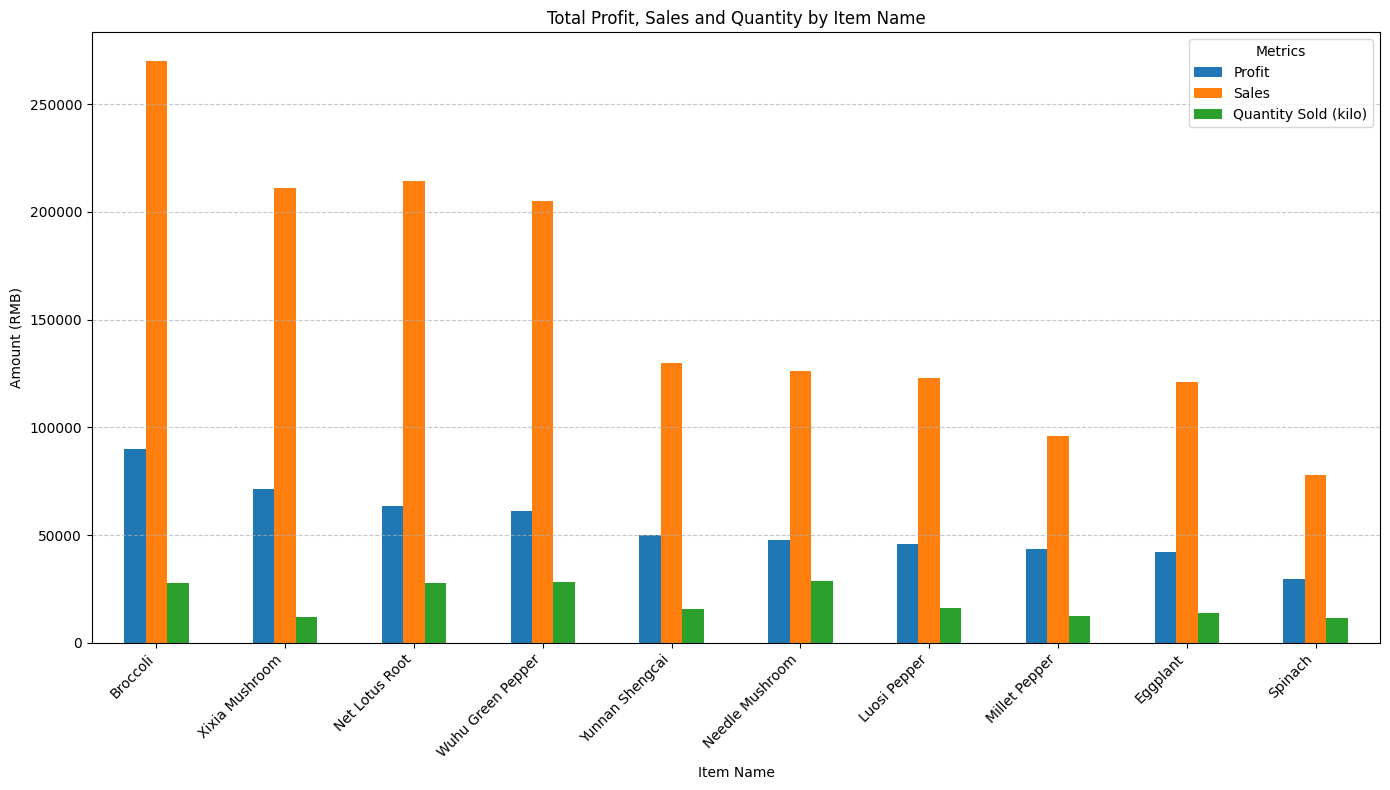 Total Profit, Sales and Quantity by Item Name
Metrics
Profit
Sales
Quantity Sold (kilo)
Amount (RMB)
250000
200000
150000
100000
50000
0
Broccoli
Xixia Mushroom
Net Lotus Root
Wuhu Green Pepper
Yunnan Shengcai
Needle Mushroom
Luosi Pepper
Millet Pepper
Eggplant
Spinach
Item Name